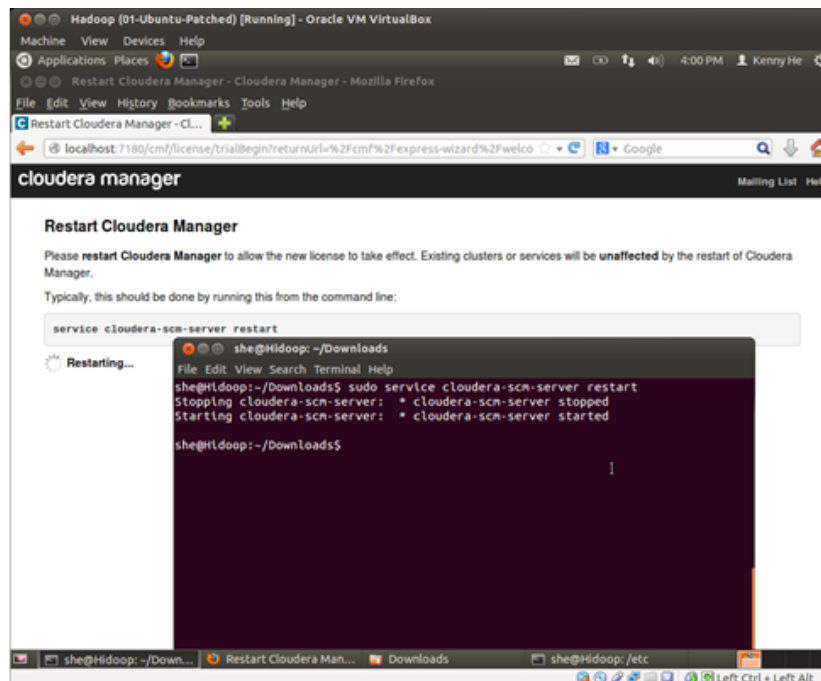 Hadoop (01-Ubuntu-Patched) [Running] - Oracle VM VirtualBox
Machine View Devices Help
Applications Places 4:00 PM Kenny He
Restart Cloudera Manager - Cloudera Manager - Mozilla Firefox
File Edit View History Bookmarks Tools Help
Restart Cloudera Manager - Cl...
localhost:7180/cmf/license/trialBegin?returnUrl=%2Fcmf%2Fexpress-wizard%2Fwelco Google
cloudera manager Mailing List Hel
Restart Cloudera Manager
Please restart Cloudera Manager to allow the new license to take effect. Existing clusters or services will be unaffected by the restart of Cloudera
Manager.
Typically, this should be done by running this from the command line:
service cloudera-scm-server restart
Restarting...
she@Hidoop: ~/Downloads
File Edit View Search Terminal Help
she@Hidoop:~/Downloads$ sudo service cloudera-scm-server restart
Stopping cloudera-scm-server: * cloudera-scm-server stopped
Starting cloudera-scm-server: * cloudera-scm-server started
she@Hidoop:~/Downloads$
she@Hidoop: ~/Down... Restart Cloudera Man... Downloads she@Hidoop: /etc
Left Ctrl + Left Alt